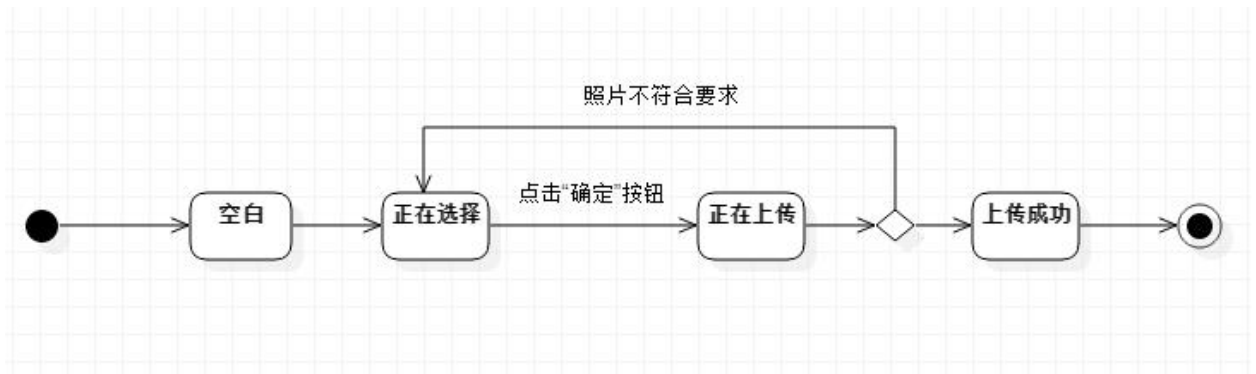 照片不符合要求
点击“确定”按钮
空白
正在选择
正在上传
上传成功